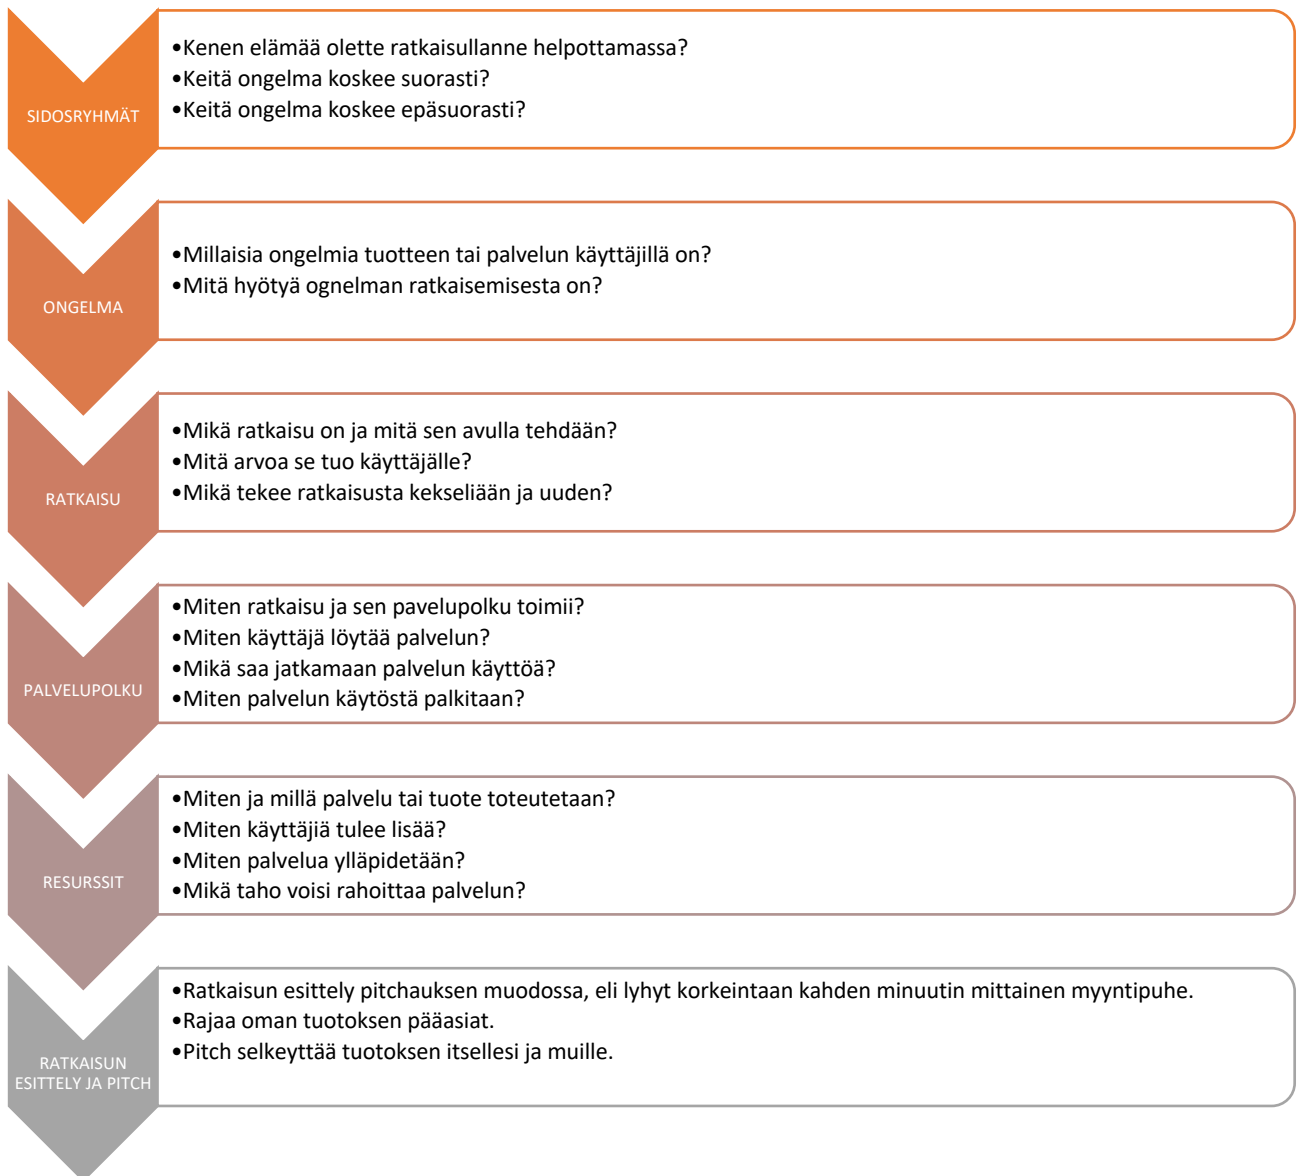 SIDOSRYHMÄT
•Kenen elämää olette ratkaisullanne helpottamassa?
•Keitä ongelma koskee suorasti?
•Keitä ongelma koskee epäsuorasti?
ONGELMA
•Millaisia ongelmia tuotteen tai palvelun käyttäjillä on?
•Mitä hyötyä ognelman ratkaisemisesta on?
RATKAISU
•Mikä ratkaisu on ja mitä sen avulla tehdään?
•Mitä arvoa se tuo käyttäjälle?
•Mikä tekee ratkaisusta kekseliään ja uuden?
PALVELUPOLKU
•Miten ratkaisu ja sen pavelupolku toimii?
•Miten käyttäjä löytää palvelun?
•Mikä saa jatkamaan palvelun käyttöä?
•Miten palvelun käytöstä palkitaan?
RESURSSIT
•Miten ja millä palvelu tai tuote toteutetaan?
•Miten käyttäjiä tulee lisää?
•Miten palvelua ylläpidetään?
•Mikä taho voisi rahoittaa palvelun?
RATKAISUN
ESITTELY JA PITCH
•Ratkaisun esittely pitchauksen muodossa, eli lyhyt korkeintaan kahden minuutin mittainen myyntipuhe.
•Rajaa oman tuotoksen pääasiat.
•Pitch selkeyttää tuotoksen itsellesi ja muille.